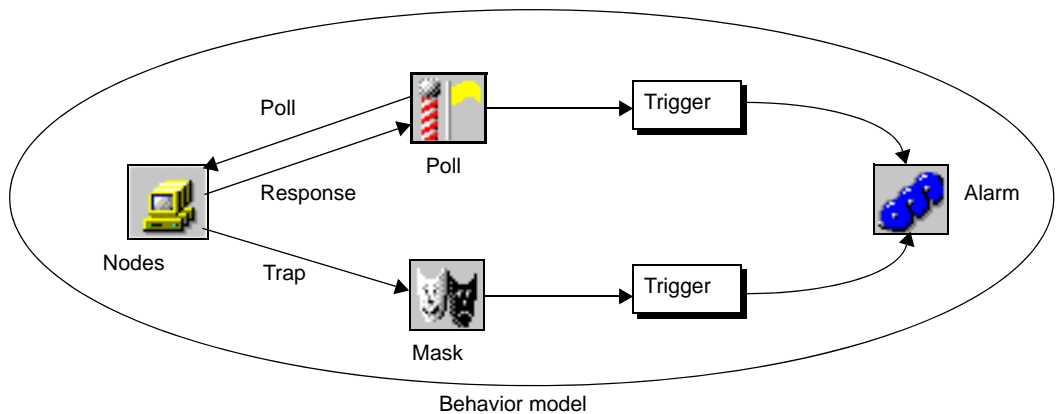 Poll
Trigger
Poll
Response
Alarm
Nodes
Trap
Trigger
Mask
Behavior model